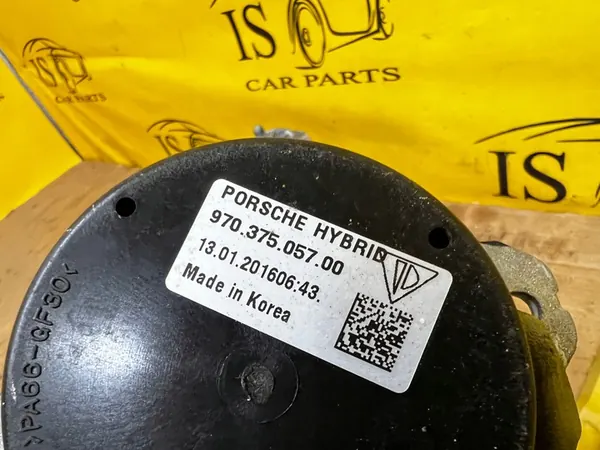 IS
CAR PARTS
IS
CAR PARTS
IS
PORSCHE HYBRID
970.375.057.00
13.01.201606:43.
Made in Korea
>PA66-GF30<